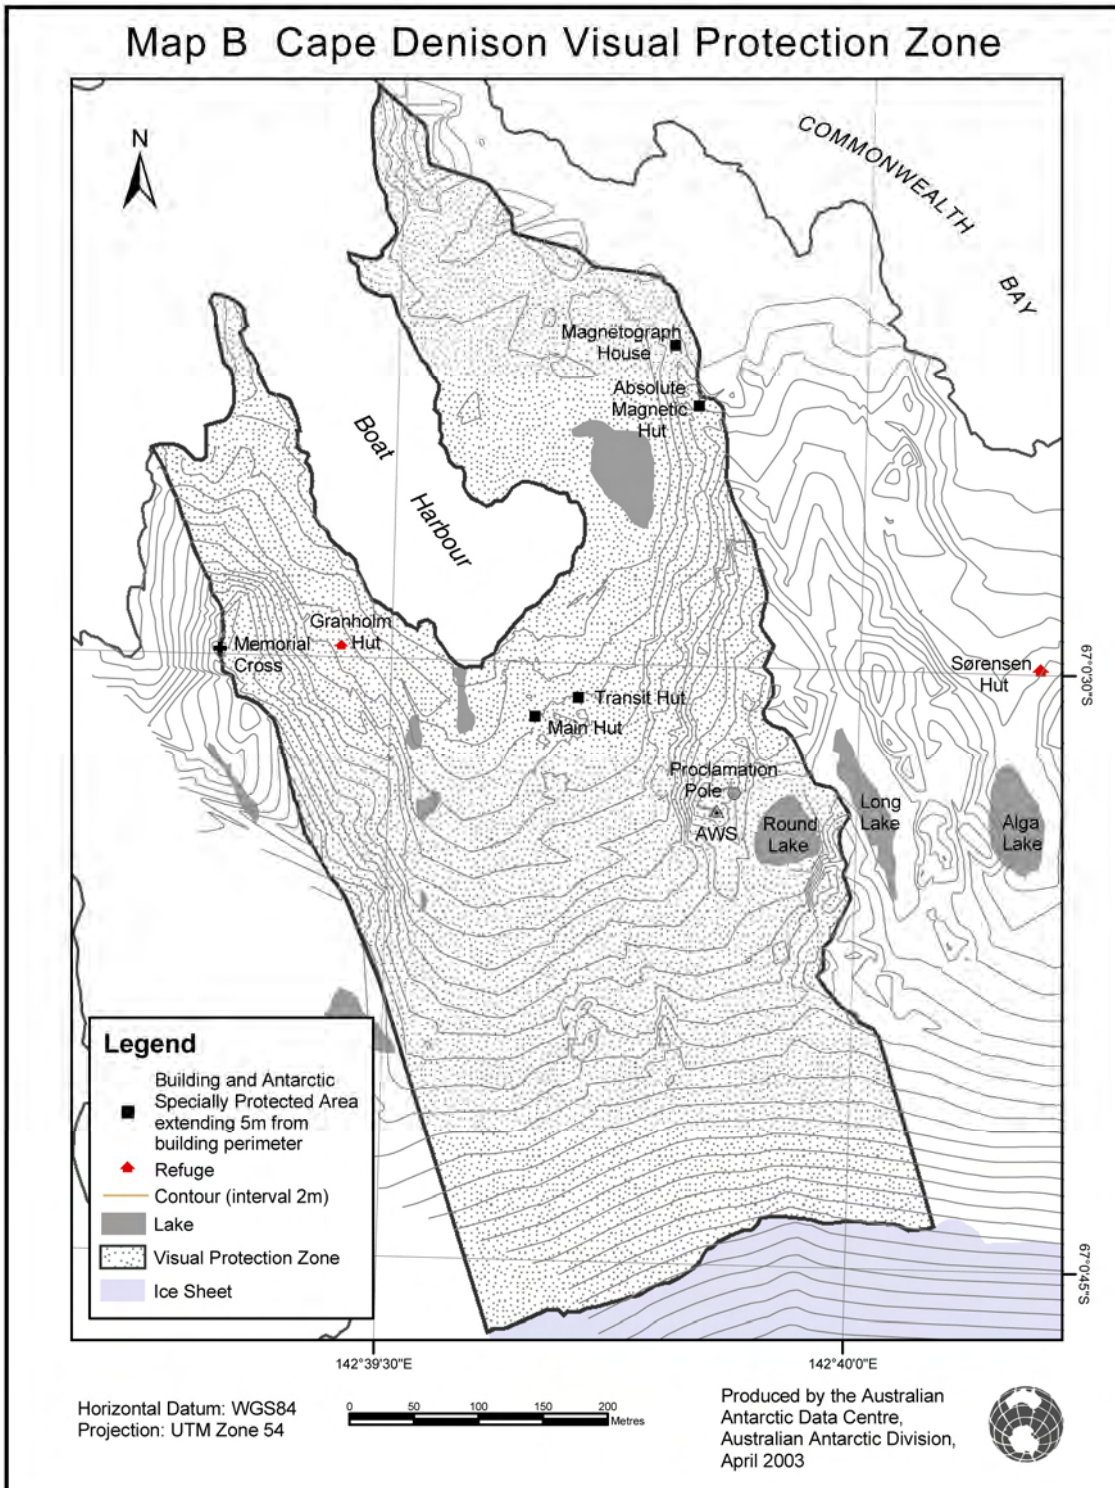 Map B Cape Denison Visual Protection Zone
N
COMMONWEALTH
BAY
Magnetograph
House
Absolute
Magnetic
Hut
Boat
Harbour
Granholm
Hut
Memorial
Cross
Sørensen
Hut
67°0'30"S
Transit Hut
Main Hut
Proclamation
Pole
AWS
Round
Lake
Long
Lake
Alga
Lake
Legend
Building and Antarctic
Specially Protected Area
extending 5m from
building perimeter
Refuge
Contour (interval 2m)
Lake
Visual Protection Zone
Ice Sheet
67°0'45"S
142°39'30"E
142°40'0"E
Horizontal Datum: WGS84
Projection: UTM Zone 54
0 50 100 150 200
Metres
Produced by the Australian
Antarctic Data Centre,
Australian Antarctic Division,
April 2003